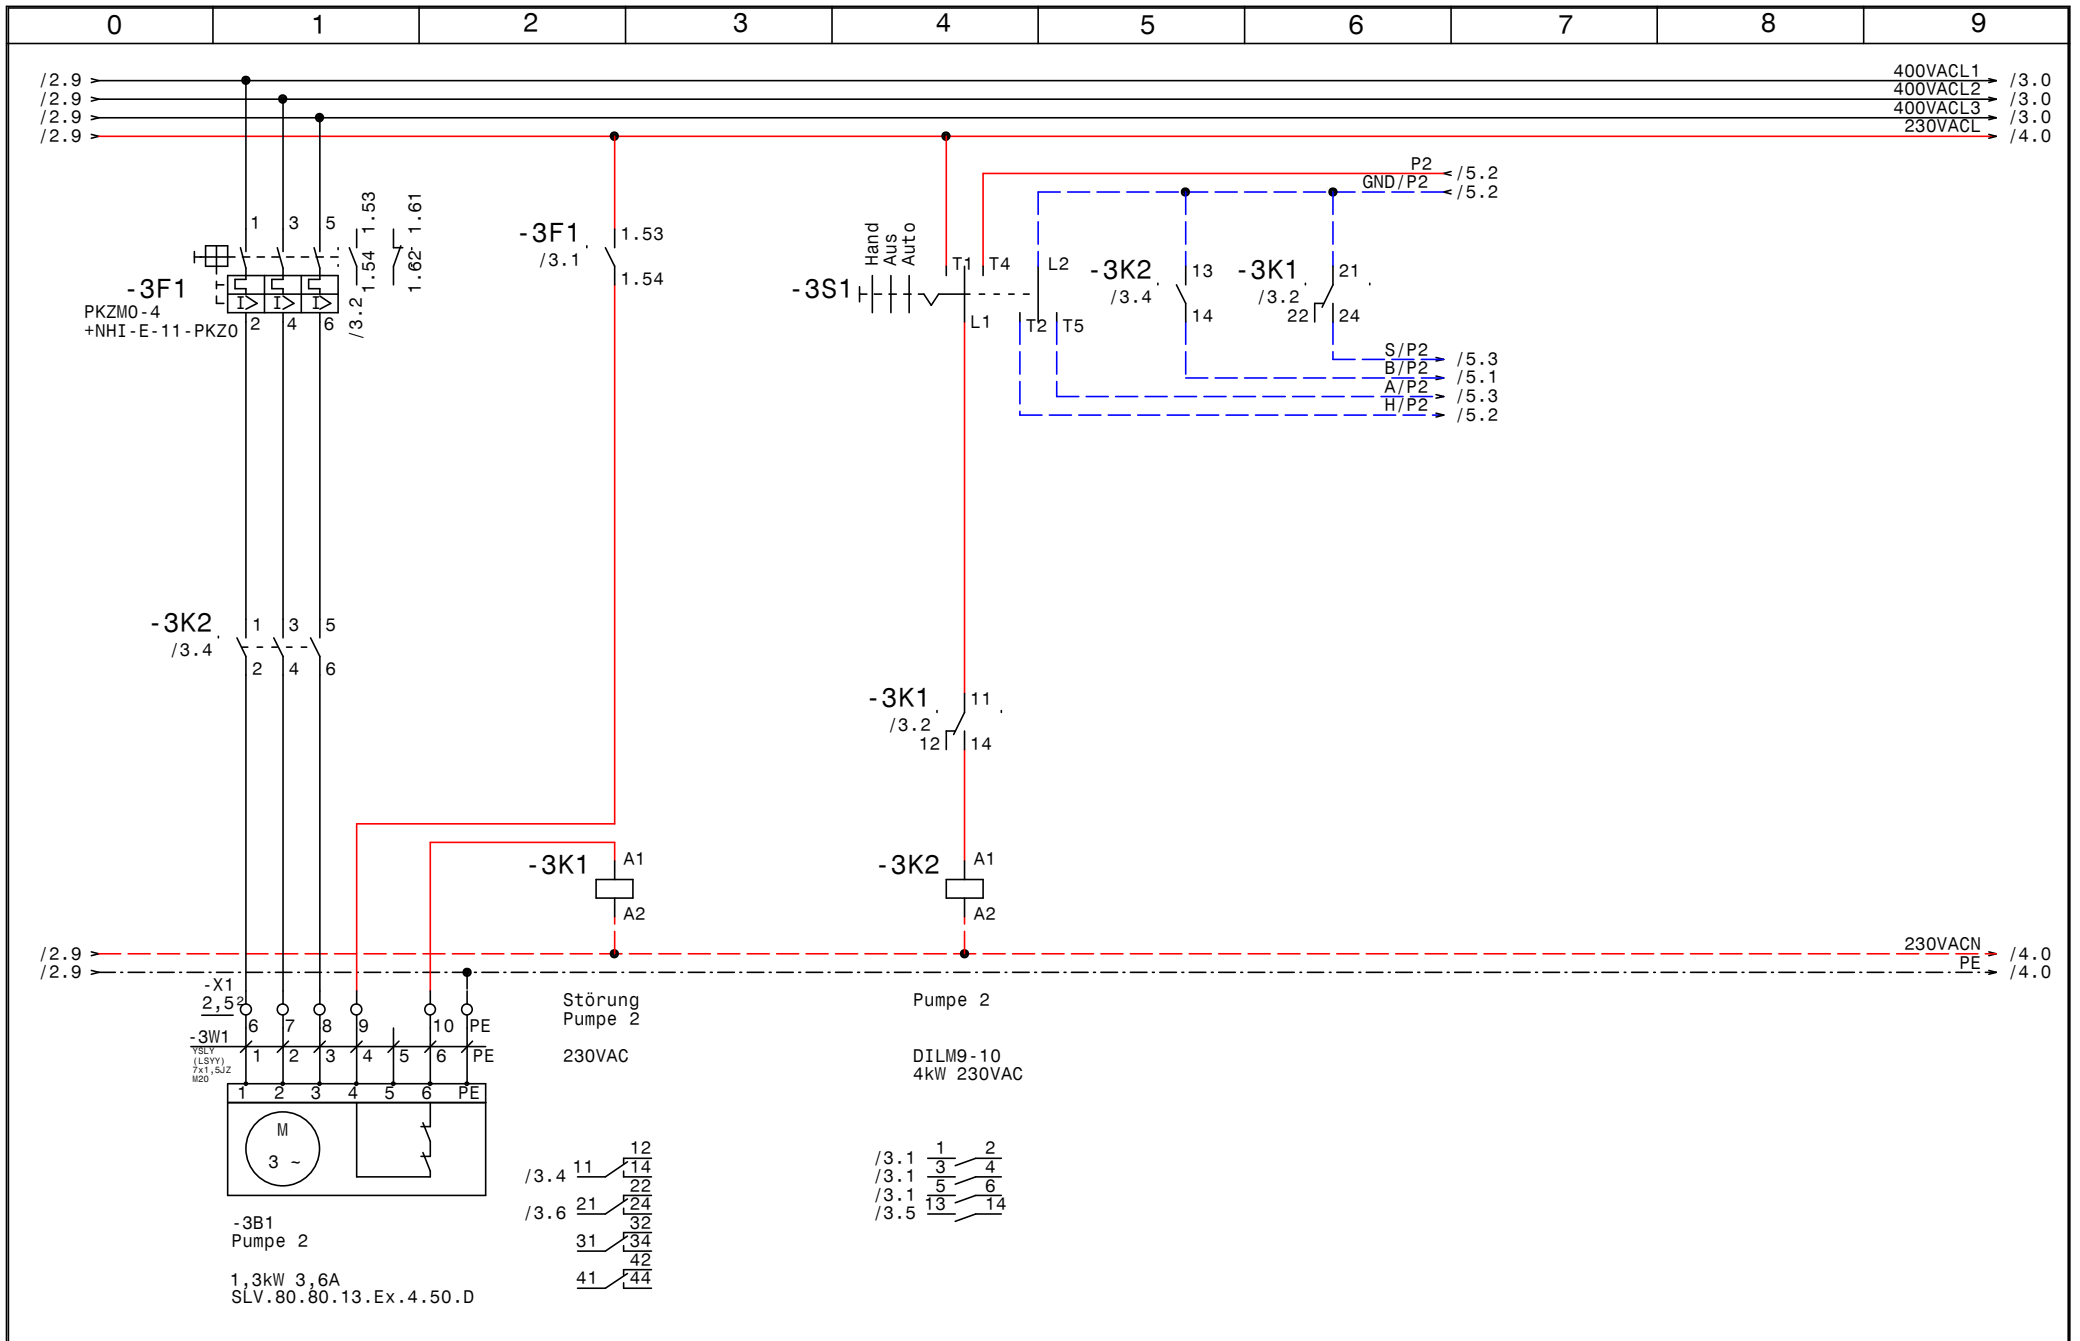 0 1 2 3 4 5 6 7 8 9
/2.9 400VACL1 /3.0
/2.9 400VACL2 /3.0
/2.9 400VACL3 /3.0
/2.9 230VACL /4.0
P2 /5.2
GND/P2 /5.2
1 3 5 1.53 1.61
1.54 1.62
-3F1
PKZM0-4
+NHI-E-11-PKZ0
2 4 6 /3.2
-3F1 1.53
/3.1
1.54
Hand
Aus
Auto
-3S1
T1 T4 L2
L1 T2 T5
-3K2 13
/3.4
14
-3K1 21
/3.2
22 24
S/P2 /5.3
B/P2 /5.1
A/P2 /5.3
H/P2 /5.2
-3K2 1 3 5
/3.4
2 4 6
-3K1 11
/3.2
12 14
-3K1 A1
A2
-3K2 A1
A2
/2.9 230VACN /4.0
/2.9 PE /4.0
-X1
2,5²
6 7 8 9 10 PE
-3W1
YSLY
(LSYY)
7x1,5JZ
M20
1 2 3 4 5 6 PE
1 2 3 4 5 6 PE
M
3 ~
-3B1
Pumpe 2
1,3kW 3,6A
SLV.80.80.13.Ex.4.50.D
Störung
Pumpe 2
230VAC
12
/3.4 11 14
22
/3.6 21 24
32
31 34
42
41 44
Pumpe 2
DILM9-10
4kW 230VAC
/3.1 1 2
/3.1 3 4
/3.1 5 6
/3.5 13 14